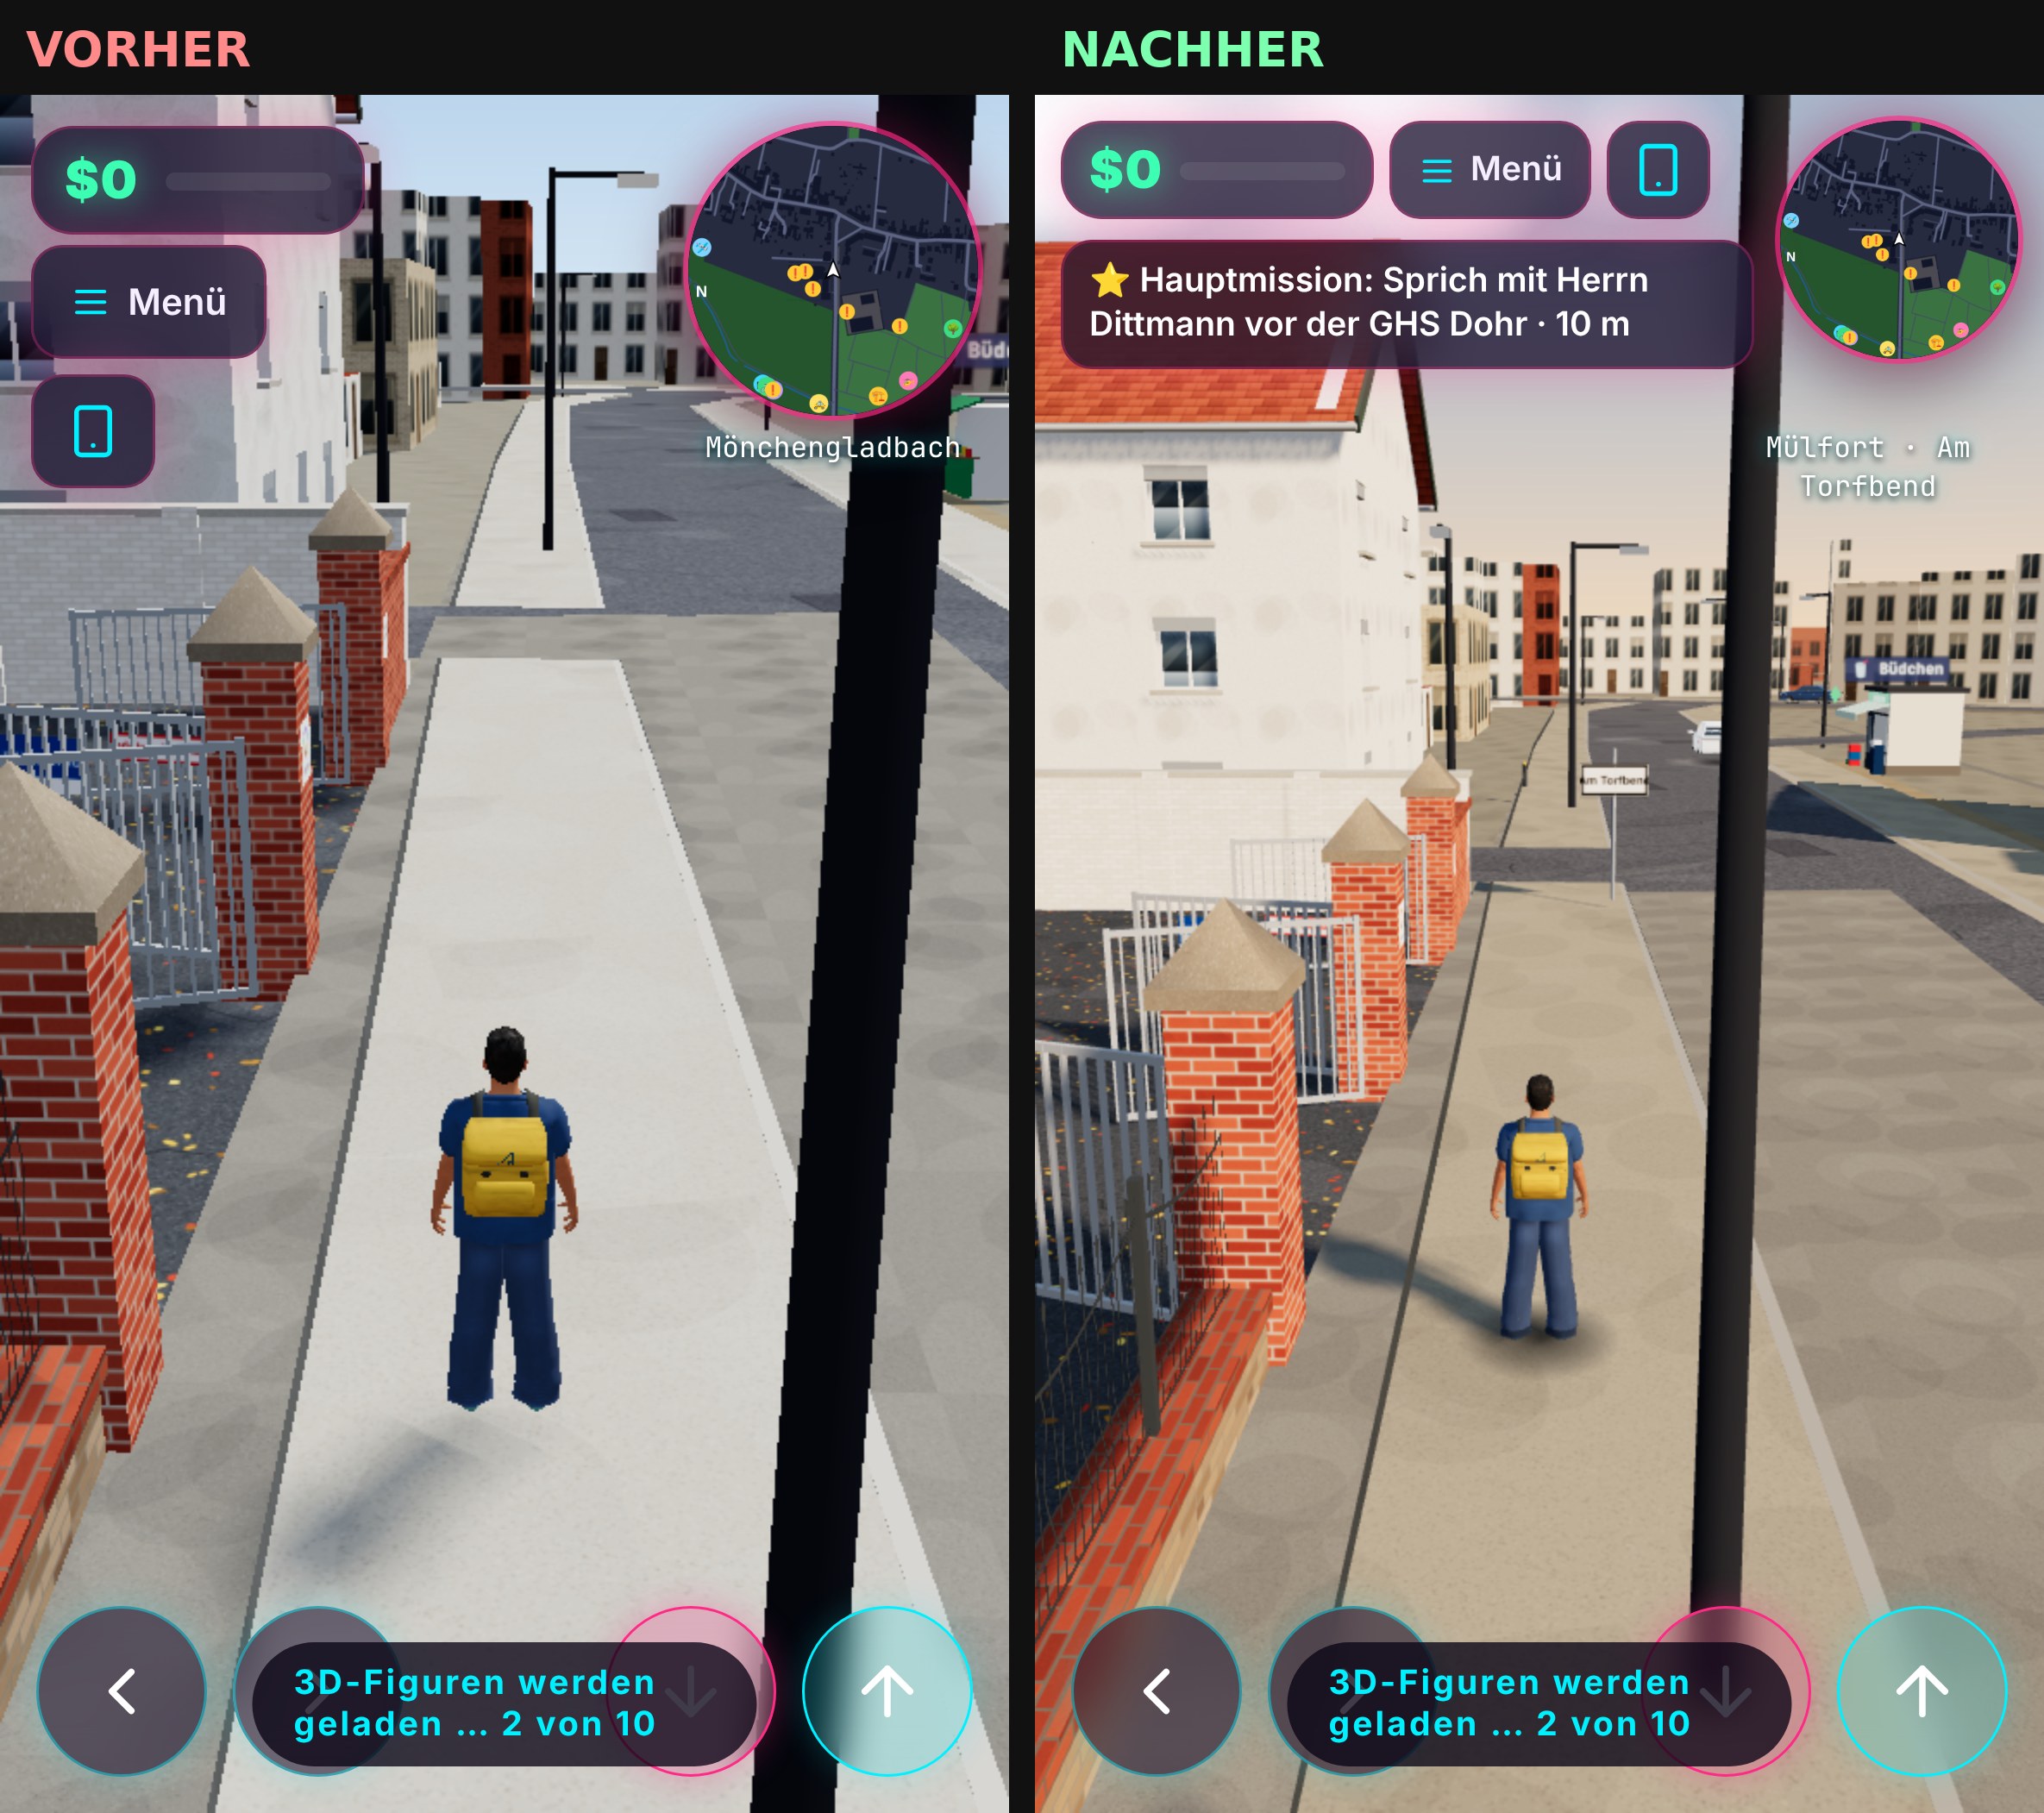 VORHER
$0
Menü
N
Mönchengladbach
3D-Figuren werden
geladen ... 2 von 10
NACHHER
$0
Menü
⭐ Hauptmission: Sprich mit Herrn
Dittmann vor der GHS Dohr · 10 m
N
Mülfort · Am
Torfbend
Büdchen
3D-Figuren werden
geladen ... 2 von 10